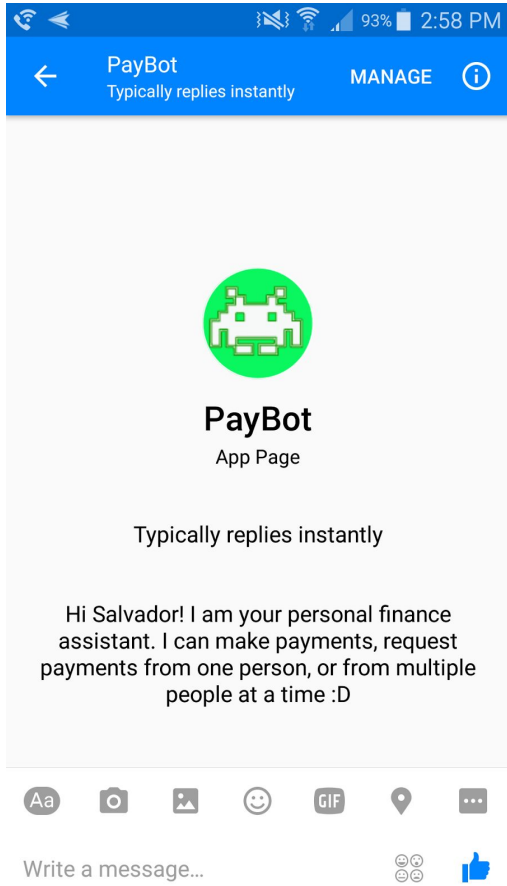 93% 2:58 PM
PayBot
Typically replies instantly
MANAGE
PayBot
App Page
Typically replies instantly
Hi Salvador! I am your personal finance
assistant. I can make payments, request
payments from one person, or from multiple
people at a time :D
Aa
GIF
Write a message...